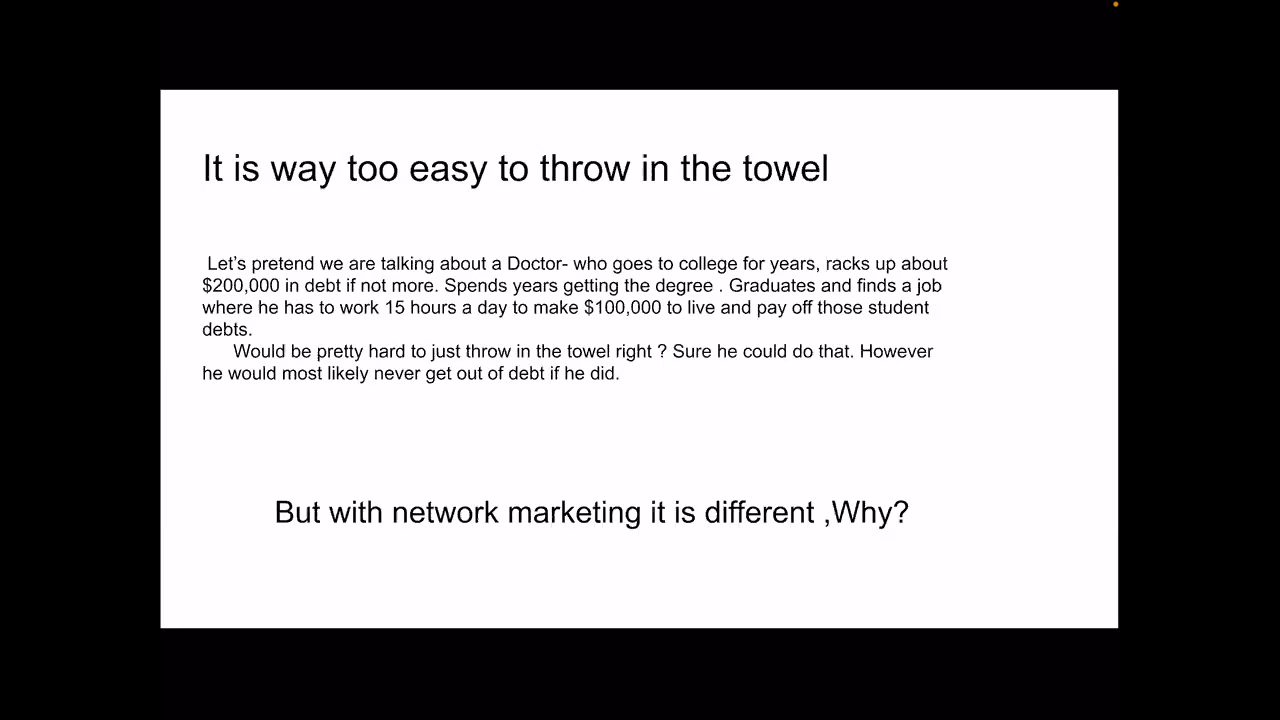 It is way too easy to throw in the towel
Let’s pretend we are talking about a Doctor- who goes to college for years, racks up about
$200,000 in debt if not more. Spends years getting the degree . Graduates and finds a job
where he has to work 15 hours a day to make $100,000 to live and pay off those student
debts.
Would be pretty hard to just throw in the towel right ? Sure he could do that. However
he would most likely never get out of debt if he did.
But with network marketing it is different ,Why?